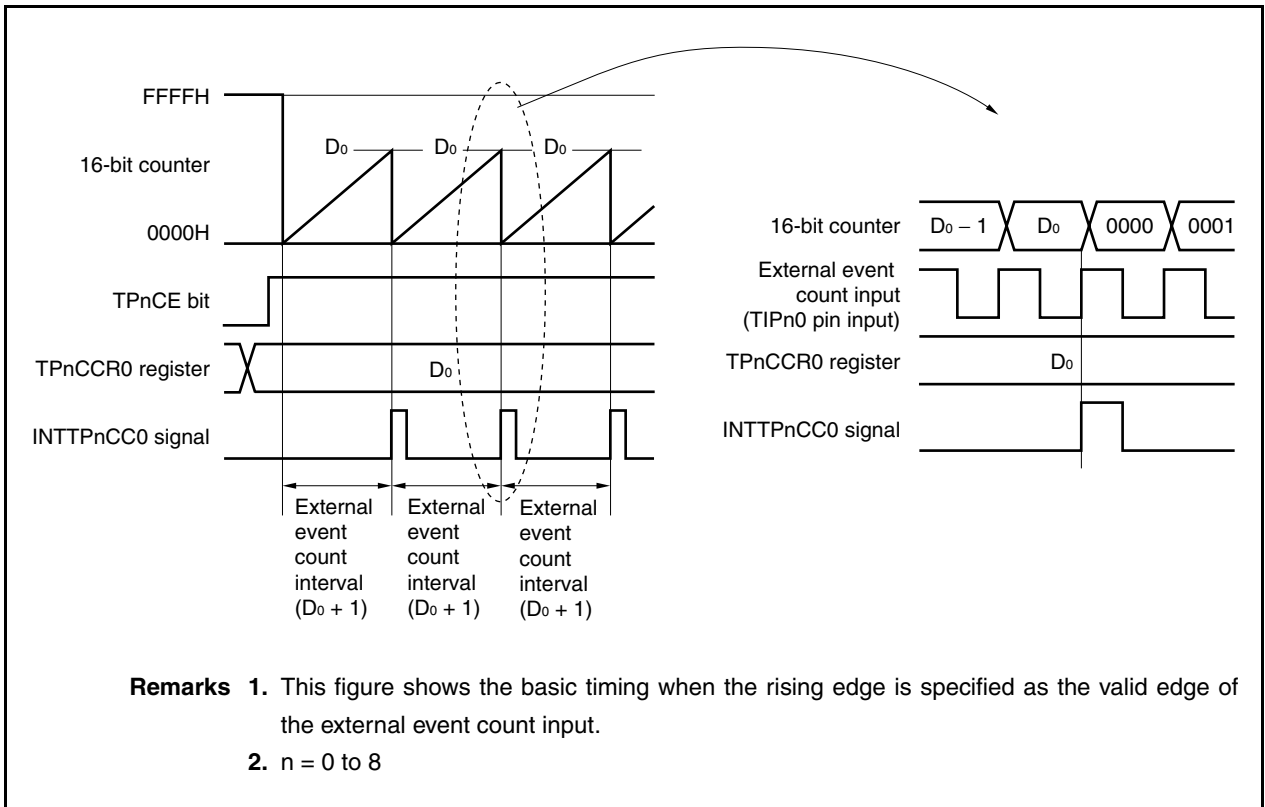 FFFFH
16-bit counter
0000H
D0
D0
D0
TPnCE bit
TPnCCR0 register
D0
INTTPnCC0 signal
External
event
count
interval
(D0 + 1)
External
event
count
interval
(D0 + 1)
External
event
count
interval
(D0 + 1)
16-bit counter
D0 – 1
D0
0000
0001
External event
count input
(TIPn0 pin input)
TPnCCR0 register
D0
INTTPnCC0 signal
Remarks 1. This figure shows the basic timing when the rising edge is specified as the valid edge of
the external event count input.
2. n = 0 to 8